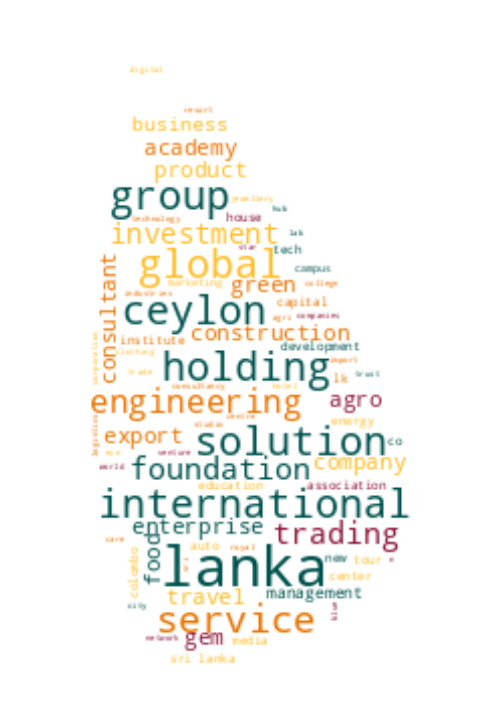 digital
resort
business
academy
product
group
jewellery
hub
technology
house
investment
lab
star
tech
global
campus
consultant
marketing
green
college
industries
capital
ceylon
agri
companies
construction
institute
development
corporation
clothing
holding
import
trade
lk
trust
consultancy
hotel
engineering
agro
centre
energy
logistics
studio
export
solution
co
eco
venture
company
world
foundation
education
association
international
enterprise
trading
care
food
auto
royal
lanka
new
tour
colombo
center
travel
management
city
service
network
gem
media
sri lanka